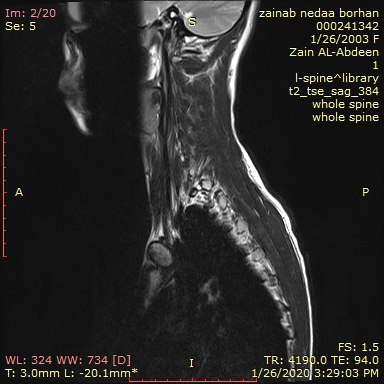 Im: 2/20
Se: 5
zainab nedaa borhan
000241342
1/26/2003 F
Zain AL-Abdeen
1
l-spine^library
t2_tse_sag_384
whole spine
whole spine
S
A
P
I
WL: 324 WW: 734 [D]
T: 3.0mm L: -20.1mm*
FS: 1.5
TR: 4190.0 TE: 94.0
1/26/2020 3:29:03 PM